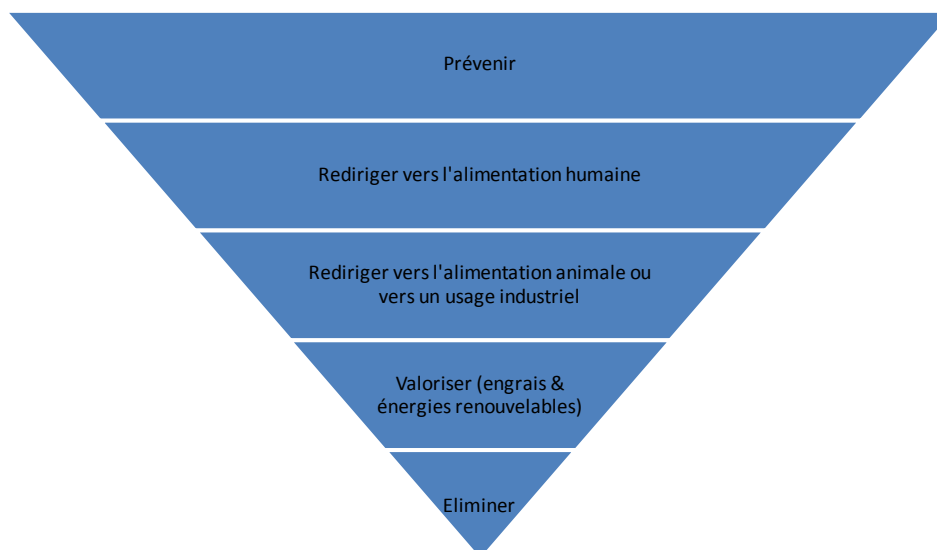 Prévenir
Rediriger vers l'alimentation humaine
Rediriger vers l'alimentation animale ou
vers un usage industriel
Valoriser (engrais &
énergies renouvelables)
Eliminer